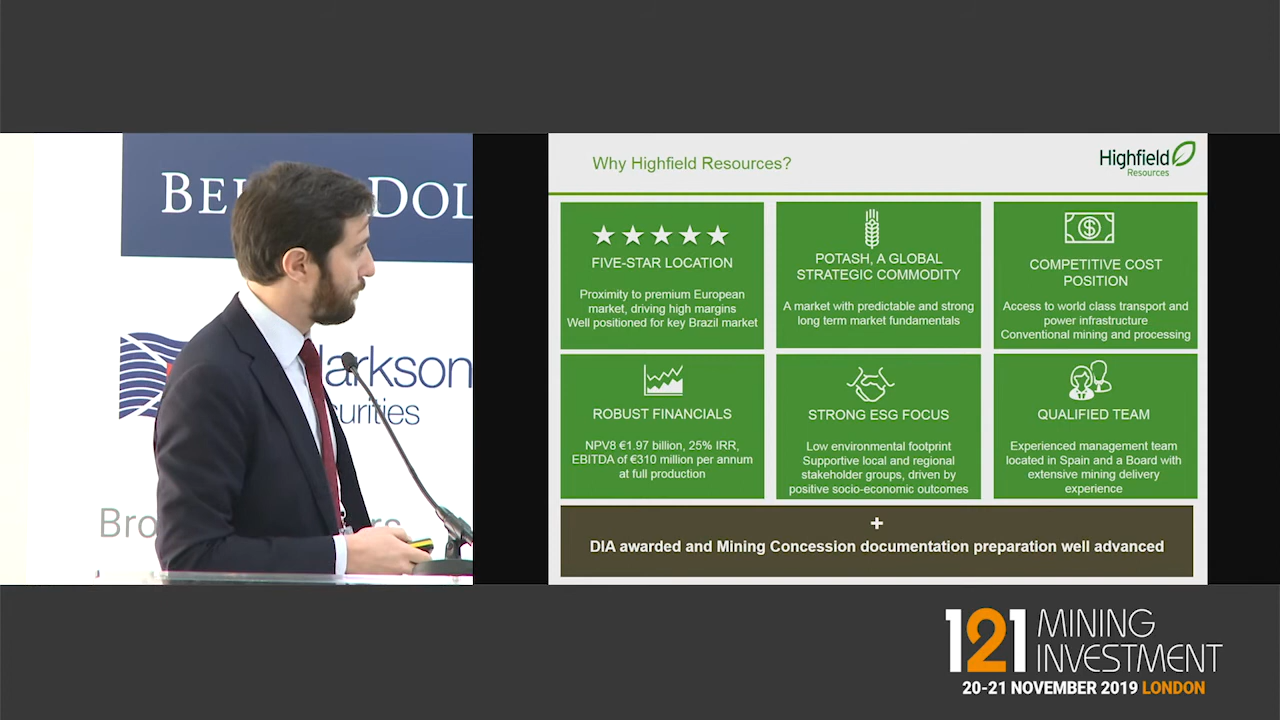 Why Highfield Resources?
Highfield
Resources
FIVE-STAR LOCATION
Proximity to premium European
market, driving high margins
Well positioned for key Brazil market
POTASH, A GLOBAL
STRATEGIC COMMODITY
A market with predictable and strong
long term market fundamentals
COMPETITIVE COST
POSITION
Access to world class transport and
power infrastructure
Conventional mining and processing
ROBUST FINANCIALS
NPV8 €1.97 billion, 25% IRR,
EBITDA of €310 million per annum
at full production
STRONG ESG FOCUS
Low environmental footprint
Supportive local and regional
stakeholder groups, driven by
positive socio-economic outcomes
QUALIFIED TEAM
Experienced management team
located in Spain and a Board with
extensive mining delivery
experience
+
DIA awarded and Mining Concession documentation preparation well advanced
121 MINING
INVESTMENT
20-21 NOVEMBER 2019 LONDON